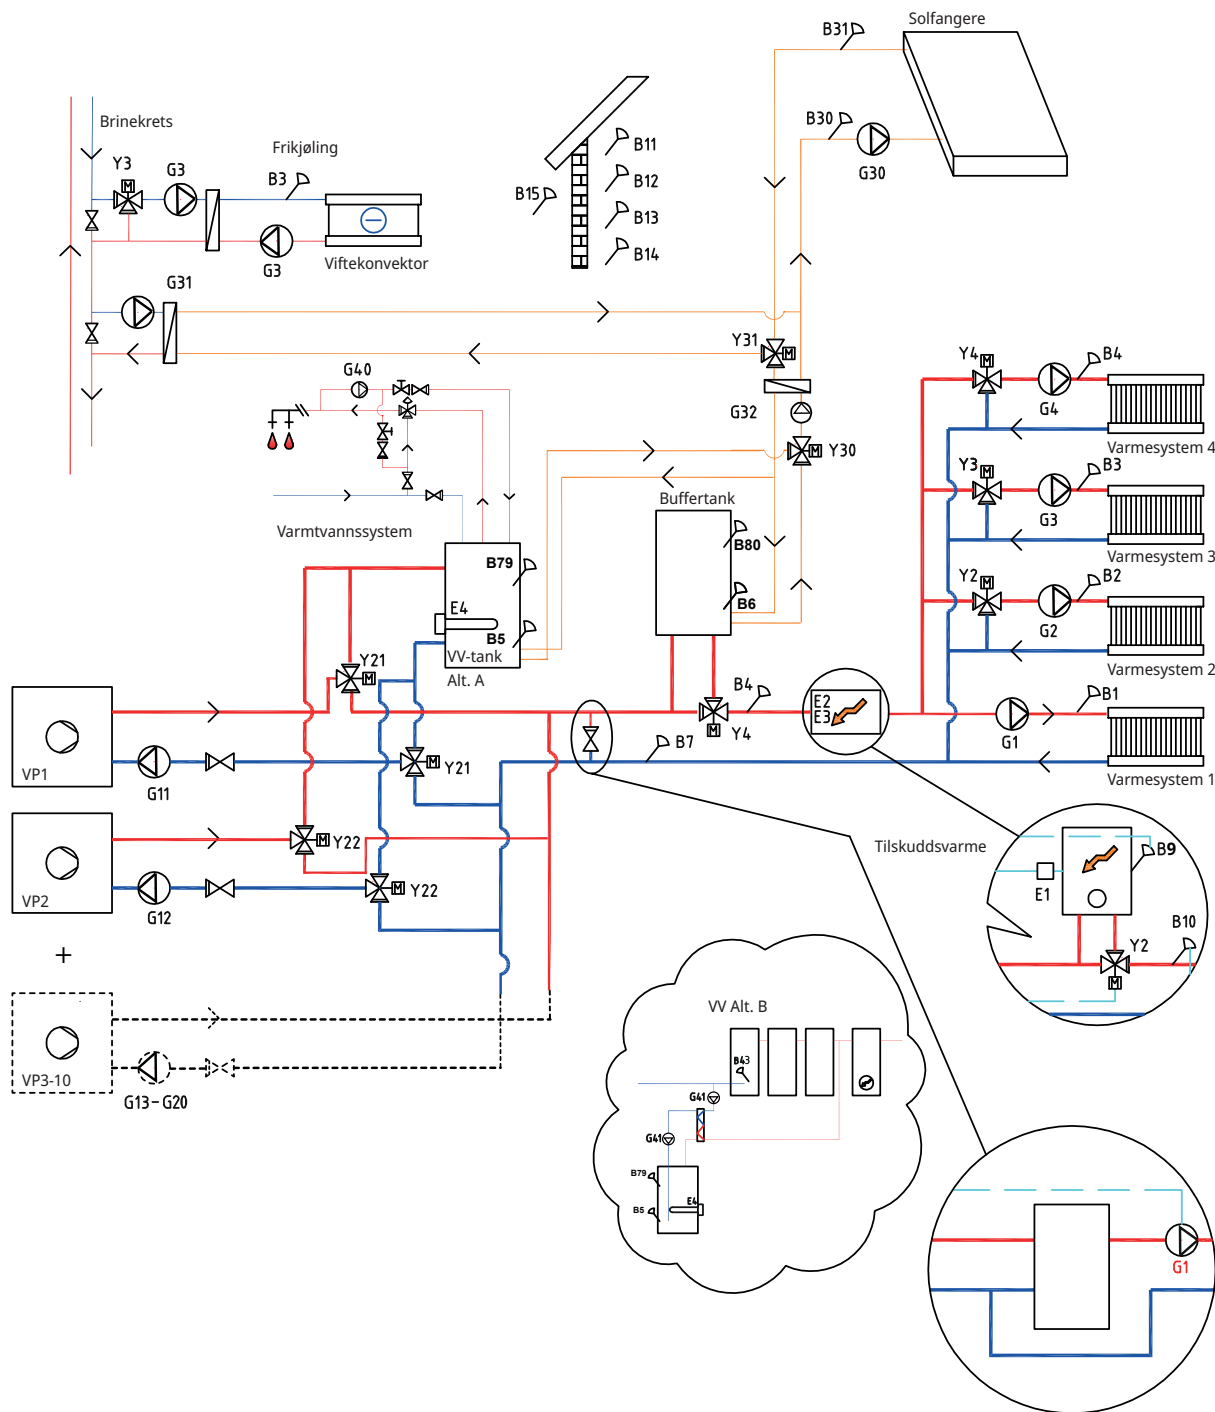 Solfangere
B31
Brinekrets
B30
G30
Y3
G3
Frikjøling
B3
B11
B12
B15
B13
B14
G3
Viftekonvektor
G31
Y31
M
G40
G32
Y30
M
Y4
M
B4
G4
Varmesystem 4
Y3
M
B3
G3
Varmesystem 3
Y2
M
B2
G2
Varmesystem 2
B1
G1
Varmesystem 1
Varmtvannssystem
Buffertank
B80
B6
B79
E4
B5
VV-tank
Alt. A
Y21
M
B4
E2
E3
Y4
M
B7
VP1
G11
Y21
M
VP2
G12
Y22
M
Y22
M
+
VP3-10
G13-G20
Tilskuddsvarme
B9
E1
B10
Y2
M
VV Alt. B
B43
G41
G41
B79
B5
E4
G1